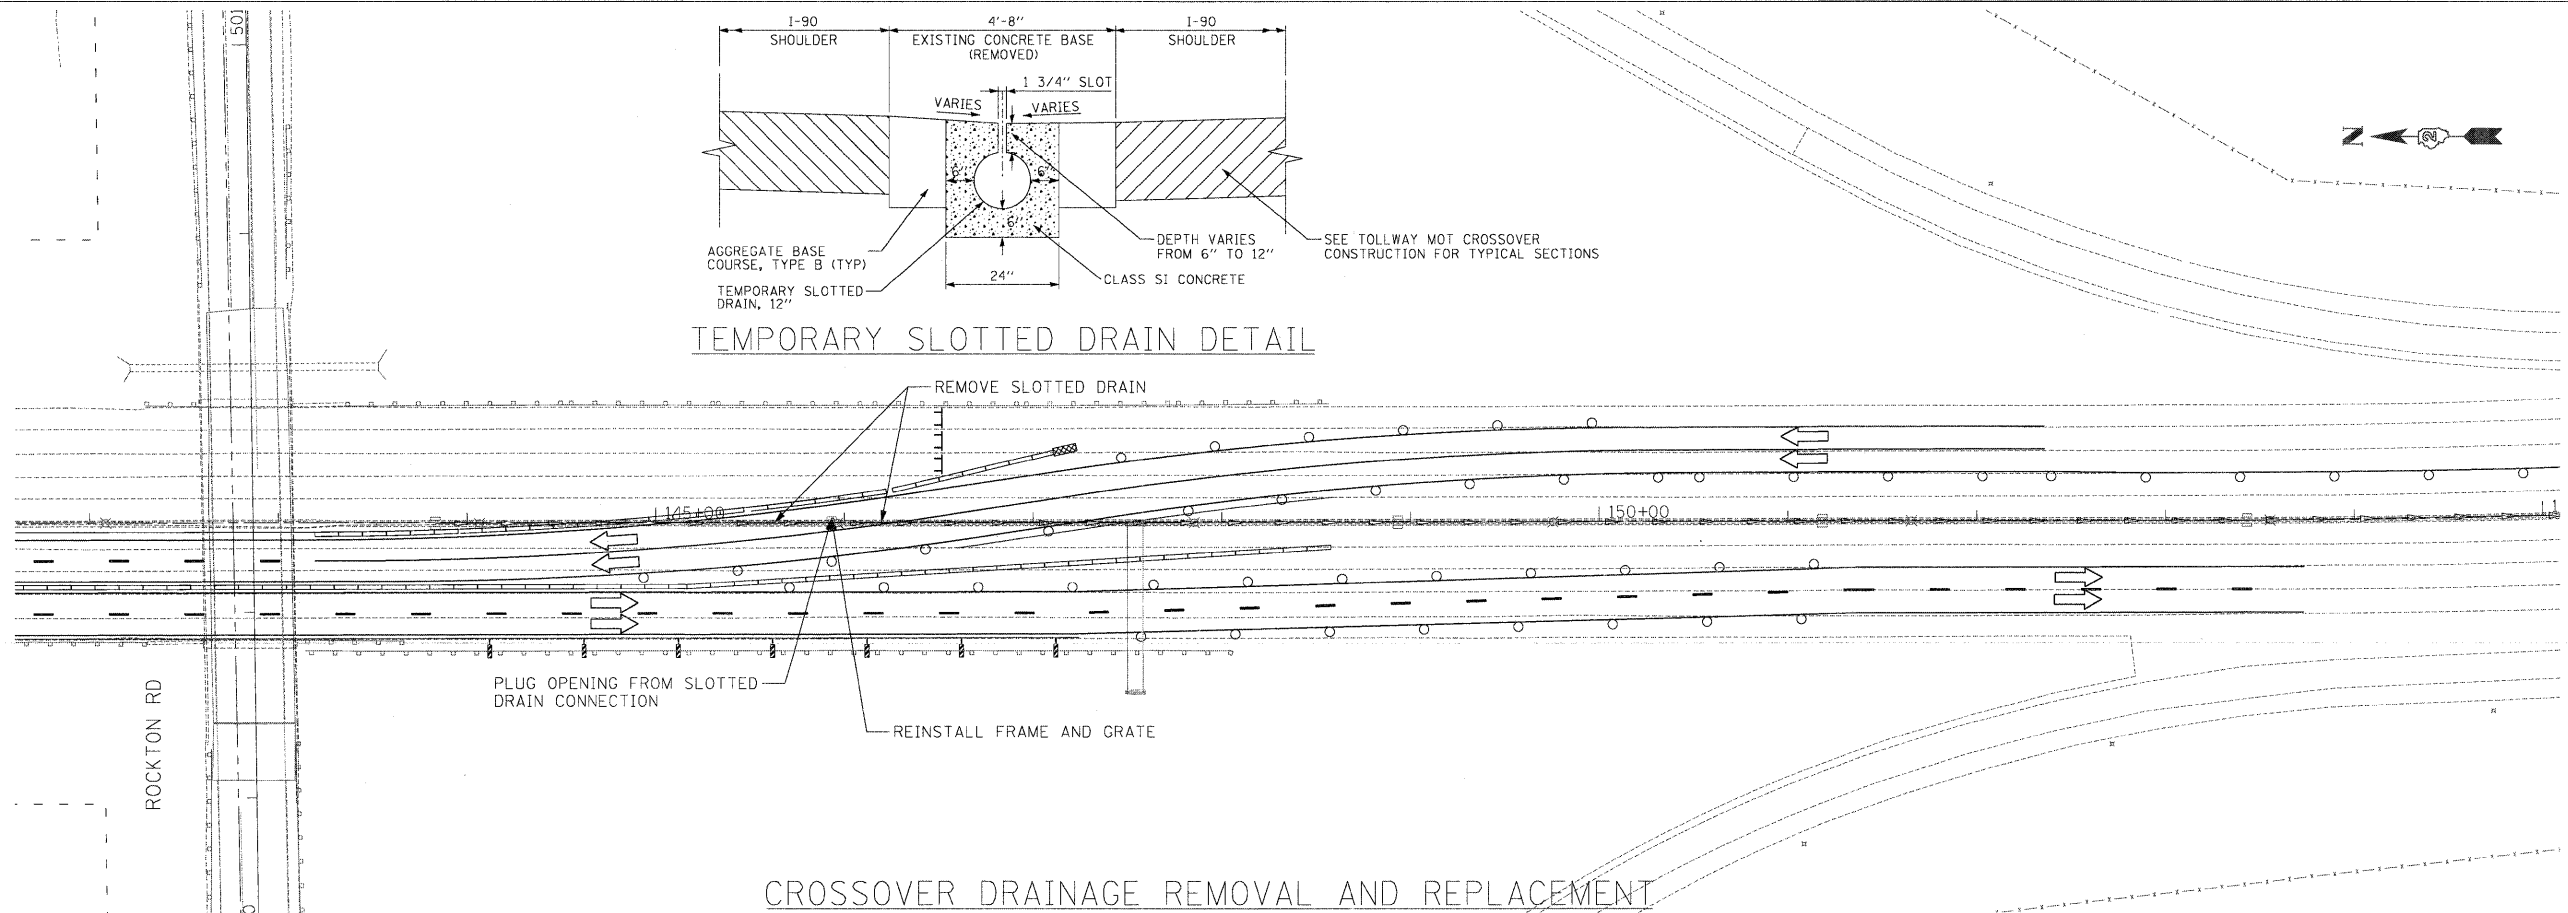 501
I-90
SHOULDER
4'-8"
EXISTING CONCRETE BASE
(REMOVED)
I-90
SHOULDER
1 3/4" SLOT
VARIES
VARIES
6"
6"
6"
AGGREGATE BASE
COURSE, TYPE B (TYP)
TEMPORARY SLOTTED
DRAIN, 12"
24"
DEPTH VARIES
FROM 6" TO 12"
CLASS SI CONCRETE
SEE TOLLWAY MOT CROSSOVER
CONSTRUCTION FOR TYPICAL SECTIONS
TEMPORARY SLOTTED DRAIN DETAIL
N
REMOVE SLOTTED DRAIN
145+00
150+00
PLUG OPENING FROM SLOTTED
DRAIN CONNECTION
REINSTALL FRAME AND GRATE
ROCKTON RD
CROSSOVER DRAINAGE REMOVAL AND REPLACEMENT